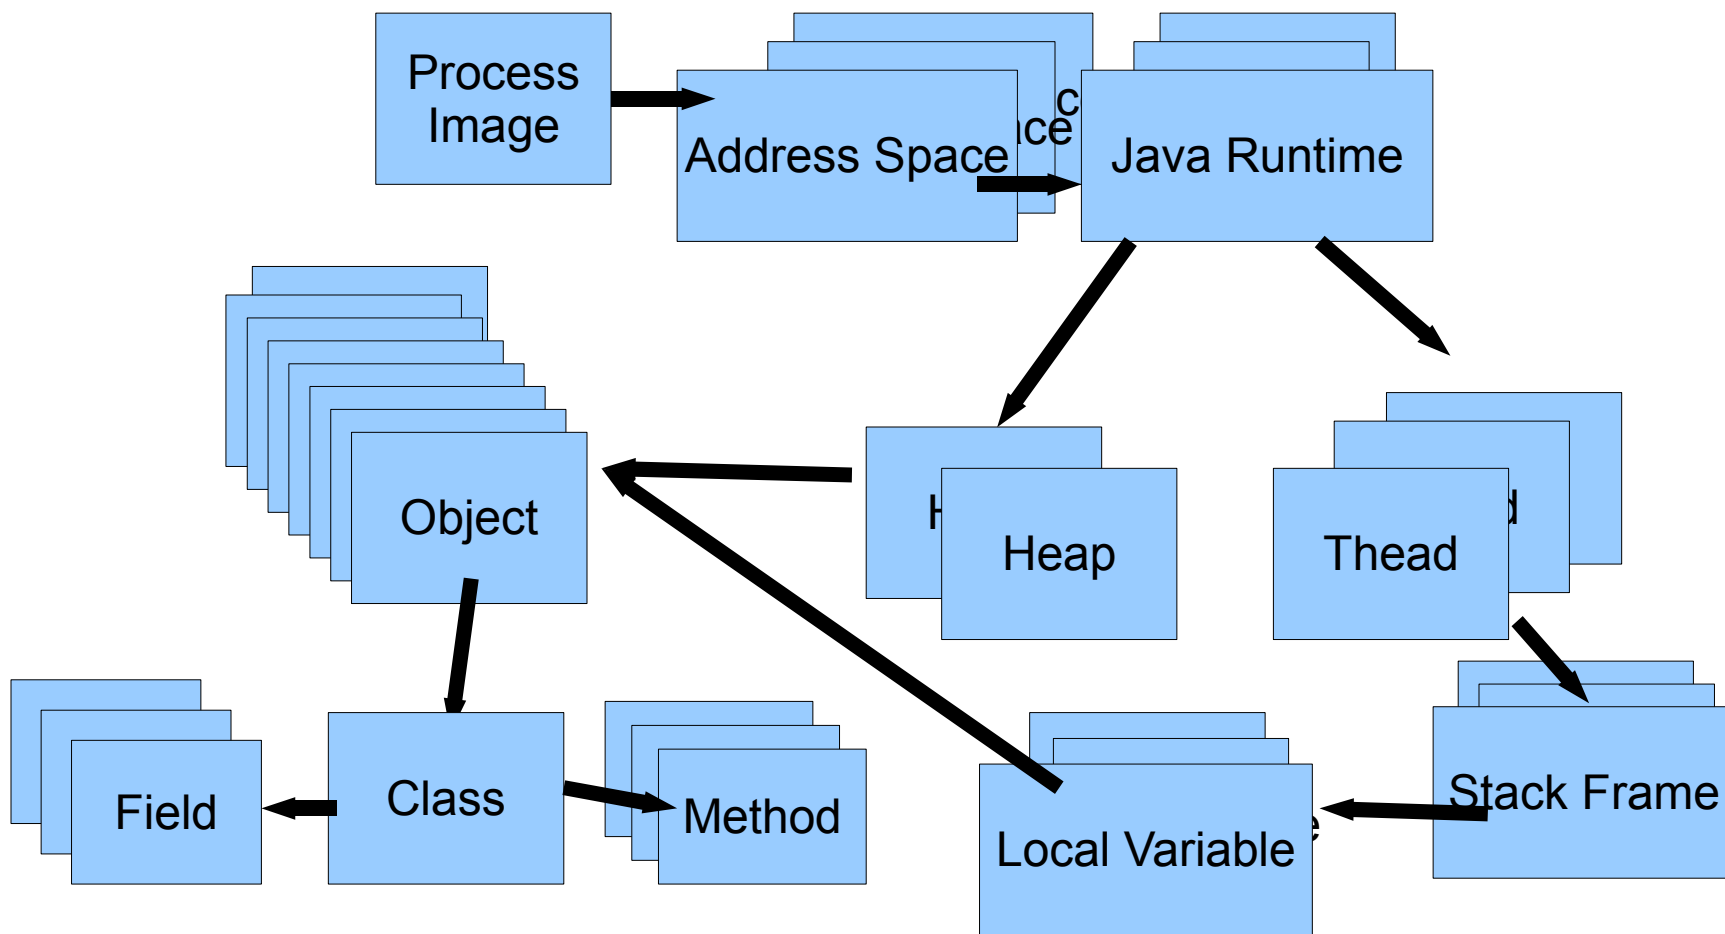 Process
Image
Address Space
Java Runtime
Object
Heap
Thead
Field
Class
Method
Local Variable
Stack Frame